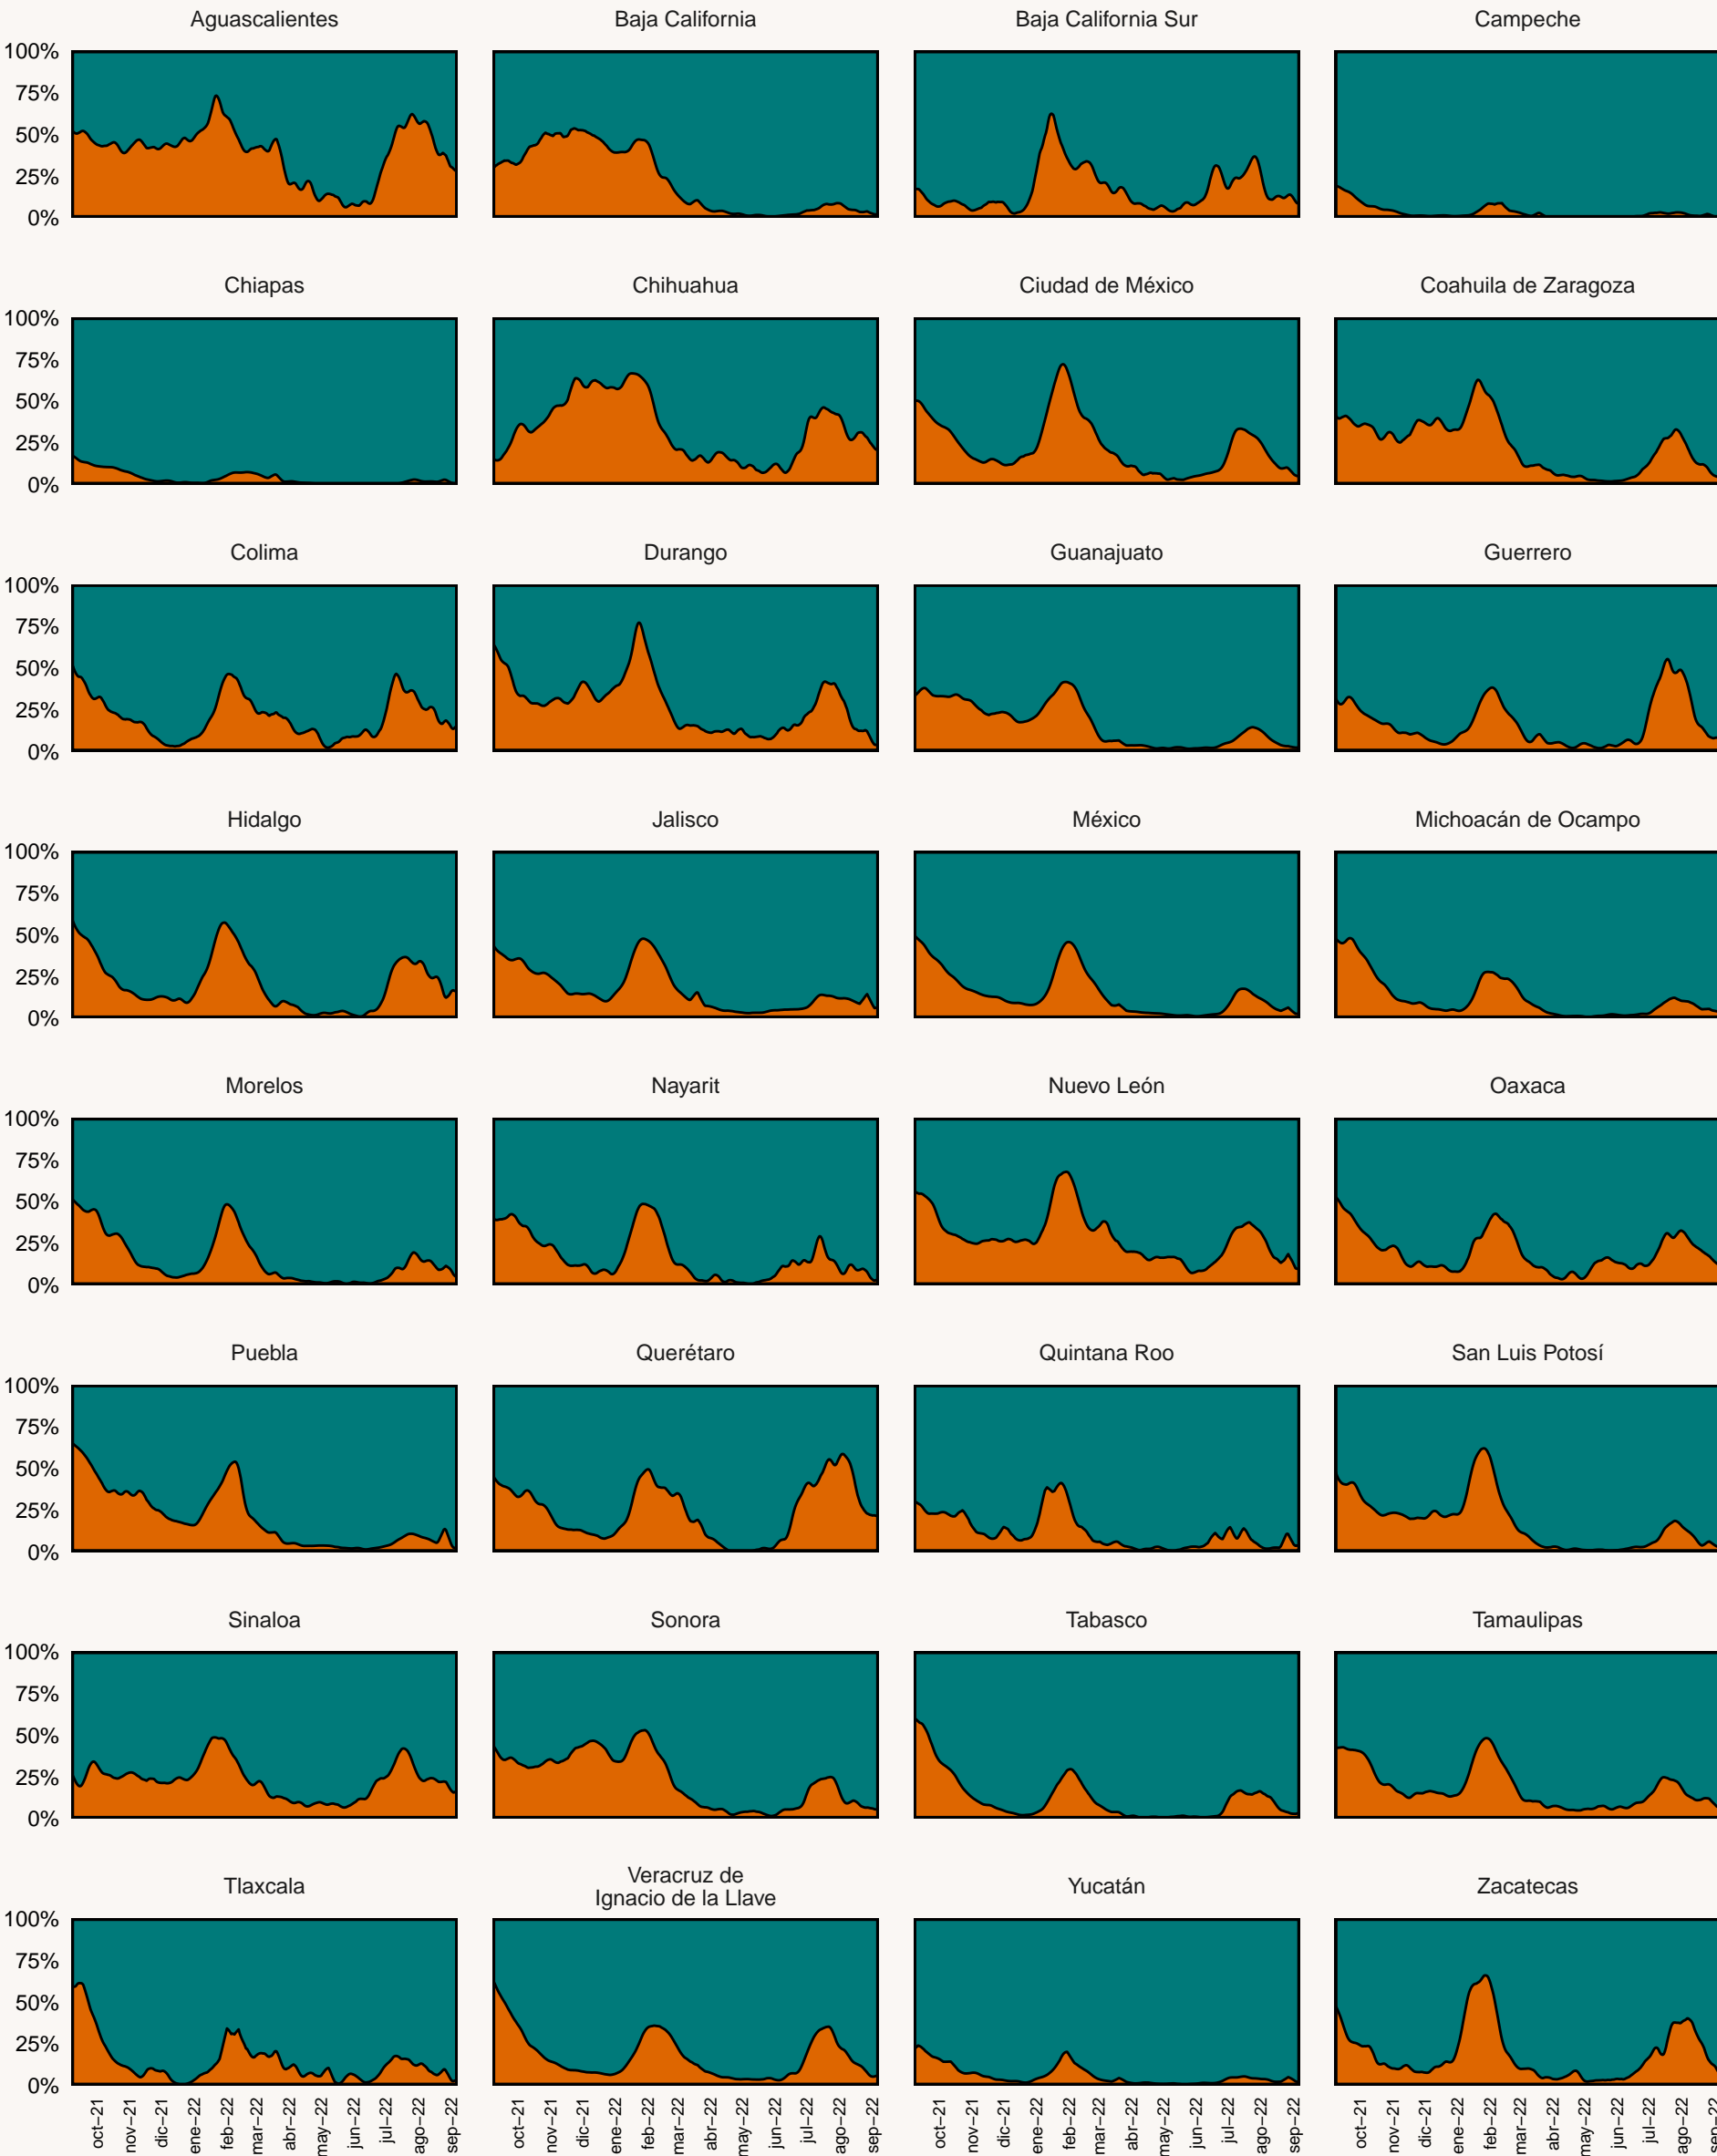 Aguascalientes
Baja California
Baja California Sur
Campeche
100%
75%
50%
25%
0%
Chiapas
Chihuahua
Ciudad de México
Coahuila de Zaragoza
100%
75%
50%
25%
0%
Colima
Durango
Guanajuato
Guerrero
100%
75%
50%
25%
0%
Hidalgo
Jalisco
México
Michoacán de Ocampo
100%
75%
50%
25%
0%
Morelos
Nayarit
Nuevo León
Oaxaca
100%
75%
50%
25%
0%
Puebla
Querétaro
Quintana Roo
San Luis Potosí
100%
75%
50%
25%
0%
Sinaloa
Sonora
Tabasco
Tamaulipas
100%
75%
50%
25%
0%
Tlaxcala
Veracruz de
Ignacio de la Llave
Yucatán
Zacatecas
100%
75%
50%
25%
0%
oct–21
nov–21
dic–21
ene–22
feb–22
mar–22
abr–22
may–22
jun–22
jul–22
ago–22
sep–22
oct–21
nov–21
dic–21
ene–22
feb–22
mar–22
abr–22
may–22
jun–22
jul–22
ago–22
sep–22
oct–21
nov–21
dic–21
ene–22
feb–22
mar–22
abr–22
may–22
jun–22
jul–22
ago–22
sep–22
oct–21
nov–21
dic–21
ene–22
feb–22
mar–22
abr–22
may–22
jun–22
jul–22
ago–22
sep–22